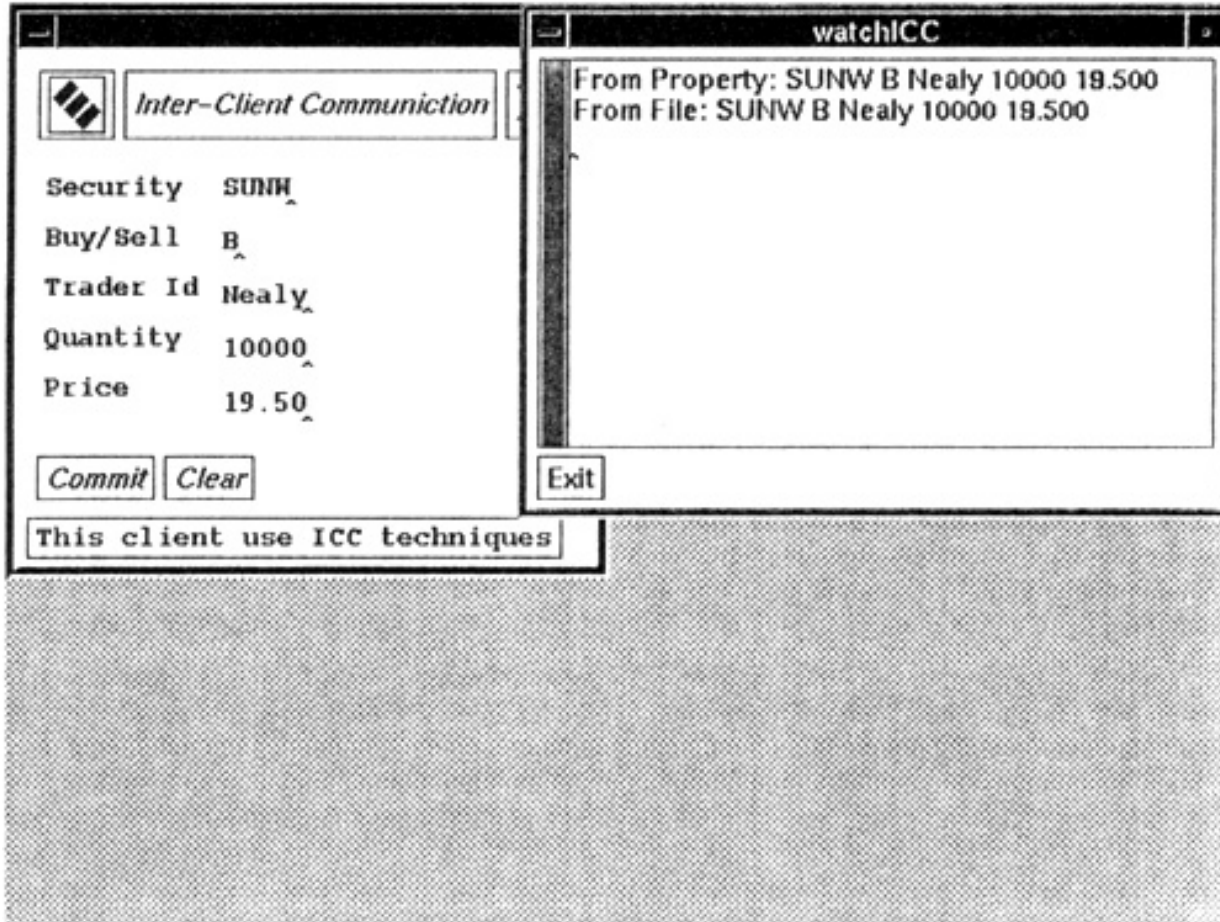 Inter-Client Communiction
Security SUNW
Buy/Sell B
Trader Id Nealy
Quantity 10000
Price 19.50
Commit Clear
This client use ICC techniques
watchICC
From Property: SUNW B Nealy 10000 19.500
From File: SUNW B Nealy 10000 19.500
Exit